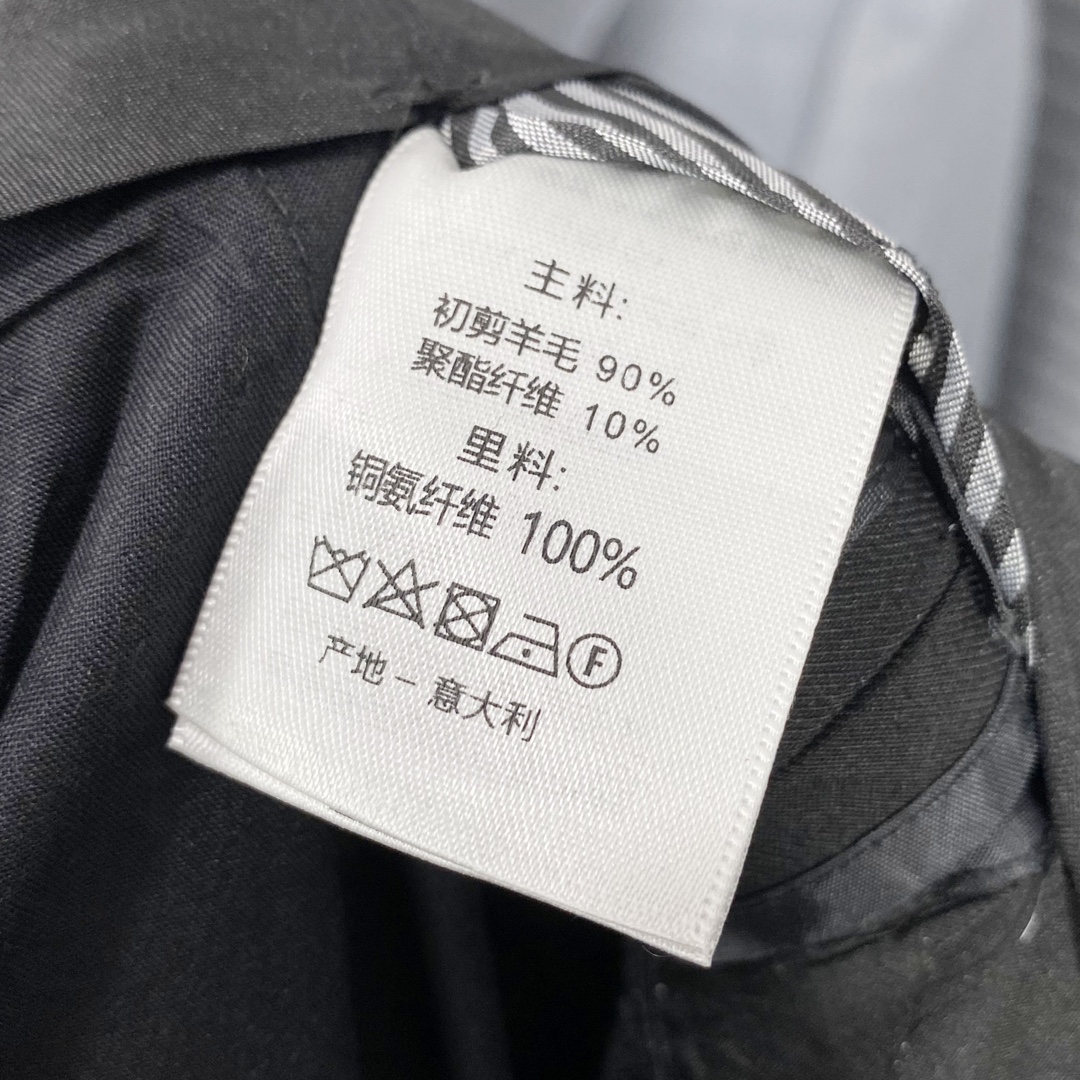 主料:
初剪羊毛 90%
聚酯纤维 10%
里料:
铜氨纤维 100%
F
产地 - 意大利